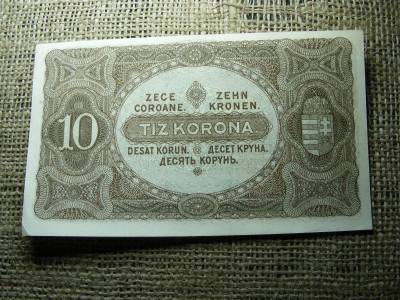 ZECE ZEHN
COROANE. KRONEN.
10 TIZ KORONA.
DESAT KORUN. ДЕСЕТ КРУНА.
ДЕСЯТЬ КОРУНЬ.